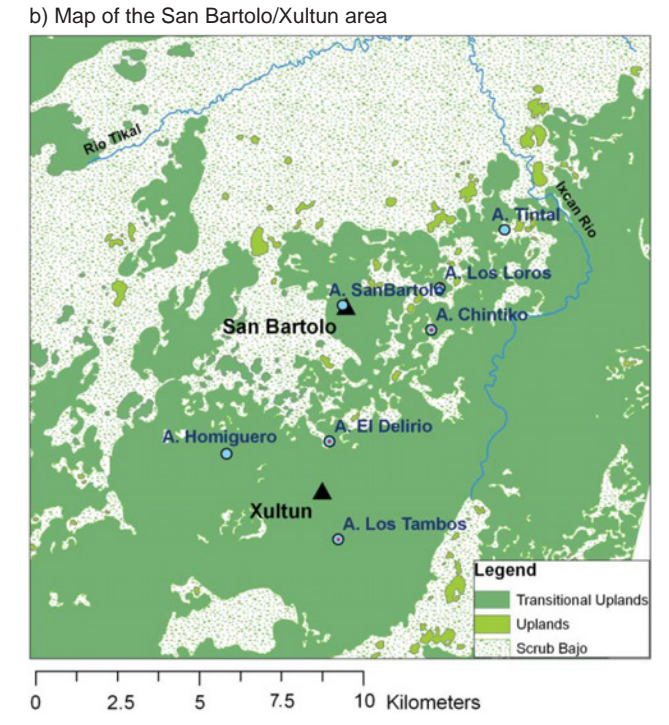 b) Map of the San Bartolo/Xultun area
Rio Tikal
Ixcan Rio
A. Tintal
A. Los Loros
A. SanBartolo
San Bartolo
A. Chintiko
A. El Delirio
A. Homiguero
Xultun
A. Los Tambos
Legend
Transitional Uplands
Uplands
Scrub Bajo
0 2.5 5 7.5 10 Kilometers